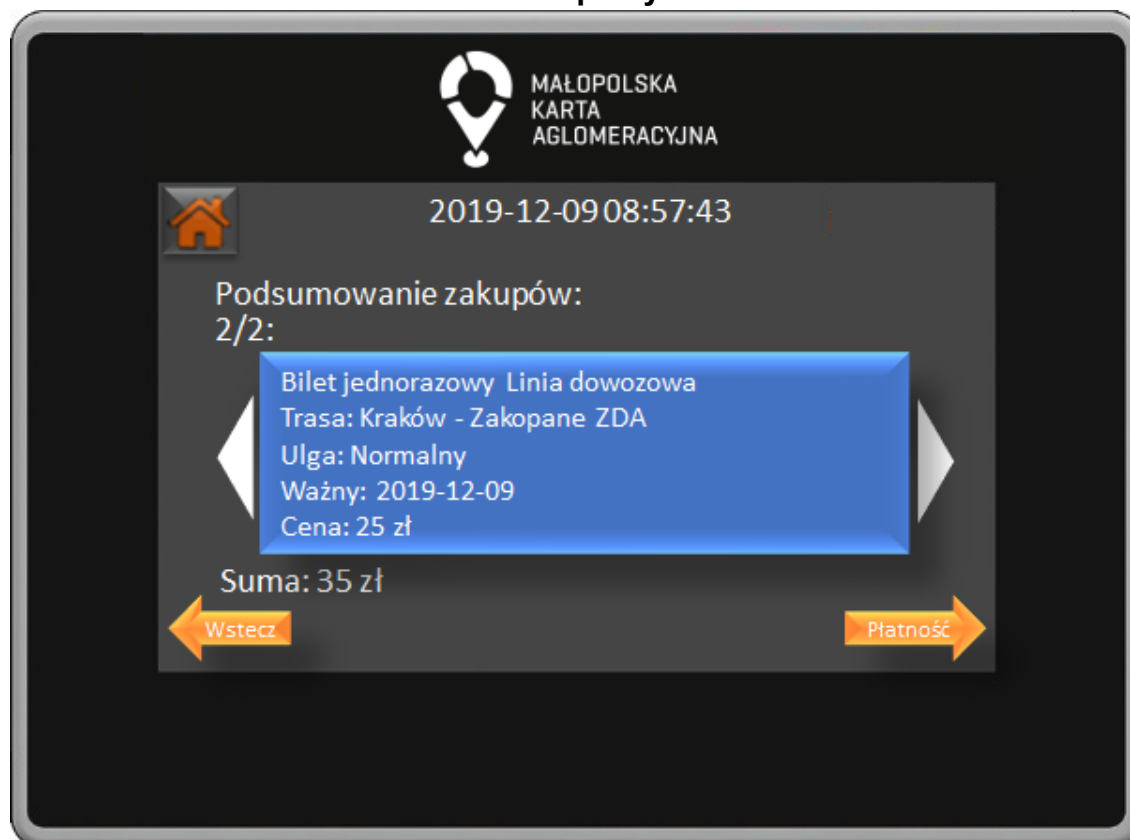 MAŁOPOLSKA
KARTA
AGLOMERACYJNA
2019-12-09 08:57:43
Podsumowanie zakupów:
2/2:
Bilet jednorazowy Linia dowozowa
Trasa: Kraków - Zakopane ZDA
Ulga: Normalny
Ważny: 2019-12-09
Cena: 25 zł
Suma: 35 zł
Wstecz
Płatność